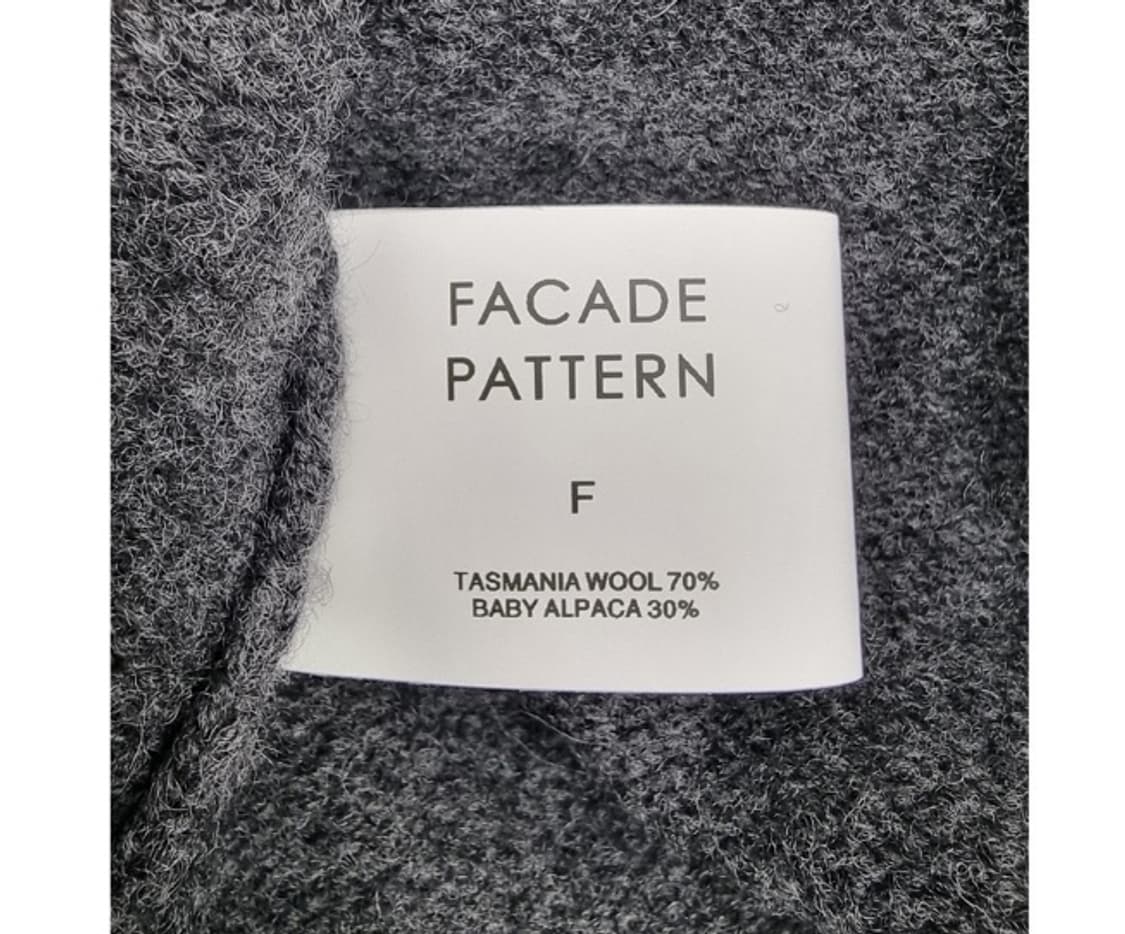 FACADE
PATTERN
F
TASMANIA WOOL 70%
BABY ALPACA 30%